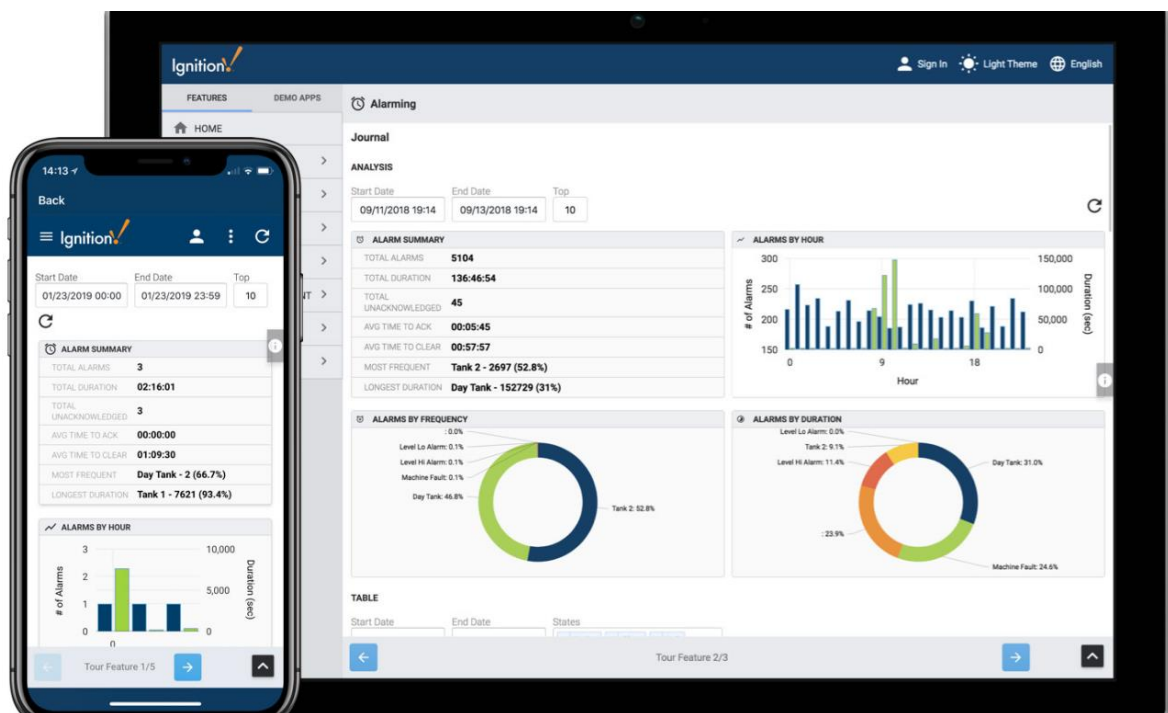 Ignition!
Sign In
Light Theme
English
FEATURES
DEMO APPS
Alarming
HOME
Journal
ANALYSIS
Start Date
End Date
Top
09/11/2018 19:14
09/13/2018 19:14
10
ALARM SUMMARY
TOTAL ALARMS 5104
TOTAL DURATION 136:46:54
TOTAL
UNACKNOWLEDGED 45
AVG TIME TO ACK 00:05:45
AVG TIME TO CLEAR 00:57:57
MOST FREQUENT Tank 2 - 2697 (52.8%)
LONGEST DURATION Day Tank - 152729 (31%)
ALARMS BY HOUR
300
250
200
150
# of Alarms
150,000
100,000
50,000
0
Duration (sec)
0
9
18
Hour
ALARMS BY FREQUENCY
: 0.0%
Level Lo Alarm: 0.1%
Level Hi Alarm: 0.1%
Machine Fault: 0.1%
Day Tank: 46.8%
Tank 2: 52.8%
ALARMS BY DURATION
Level Lo Alarm: 0.0%
Tank 2: 9.1%
Level Hi Alarm: 11.4%
Day Tank: 31.0%
: 23.9%
Machine Fault: 24.6%
TABLE
Start Date
End Date
States
Tour Feature 2/3
NT
14:13
Back
Ignition!
Start Date
End Date
Top
01/23/2019 00:00
01/23/2019 23:59
10
ALARM SUMMARY
TOTAL ALARMS 3
TOTAL DURATION 02:16:01
TOTAL
UNACKNOWLEDGED 3
AVG TIME TO ACK 00:00:00
AVG TIME TO CLEAR 01:09:30
MOST FREQUENT Day Tank - 2 (66.7%)
LONGEST DURATION Tank 1 - 7621 (93.4%)
ALARMS BY HOUR
3
2
1
0
# of Alarms
10,000
5,000
0
Duration (sec)
0
Tour Feature 1/5